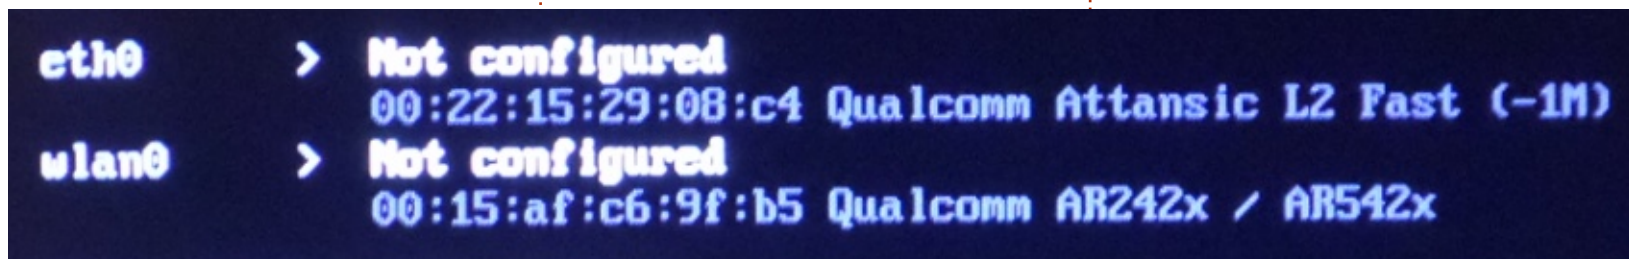 eth0 > Not configured
00:22:15:29:08:c4 Qualcomm Attansic L2 Fast (-1M)
wlan0 > Not configured
00:15:af:c6:9f:b5 Qualcomm AR242x / AR542x